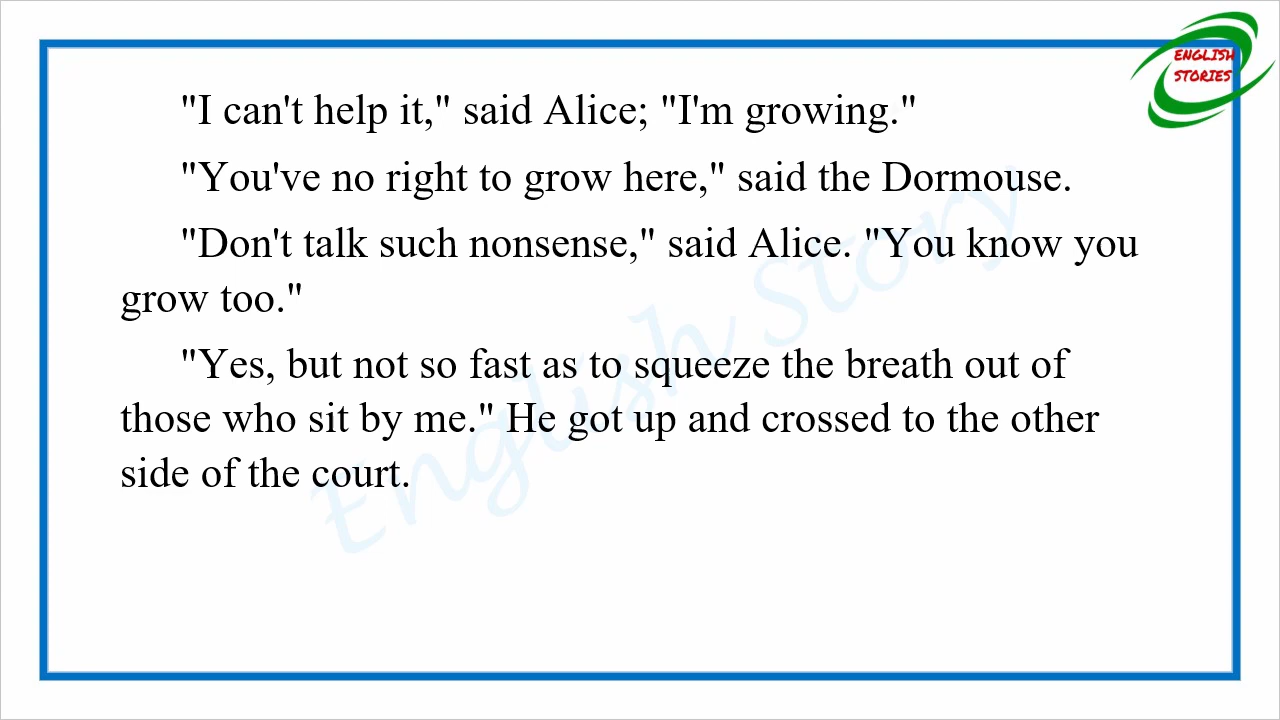 ENGLISH
STORIES
"I can't help it," said Alice; "I'm growing."
"You've no right to grow here," said the Dormouse.
"Don't talk such nonsense," said Alice. "You know you
grow too."
"Yes, but not so fast as to squeeze the breath out of
those who sit by me." He got up and crossed to the other
side of the court.
English Story